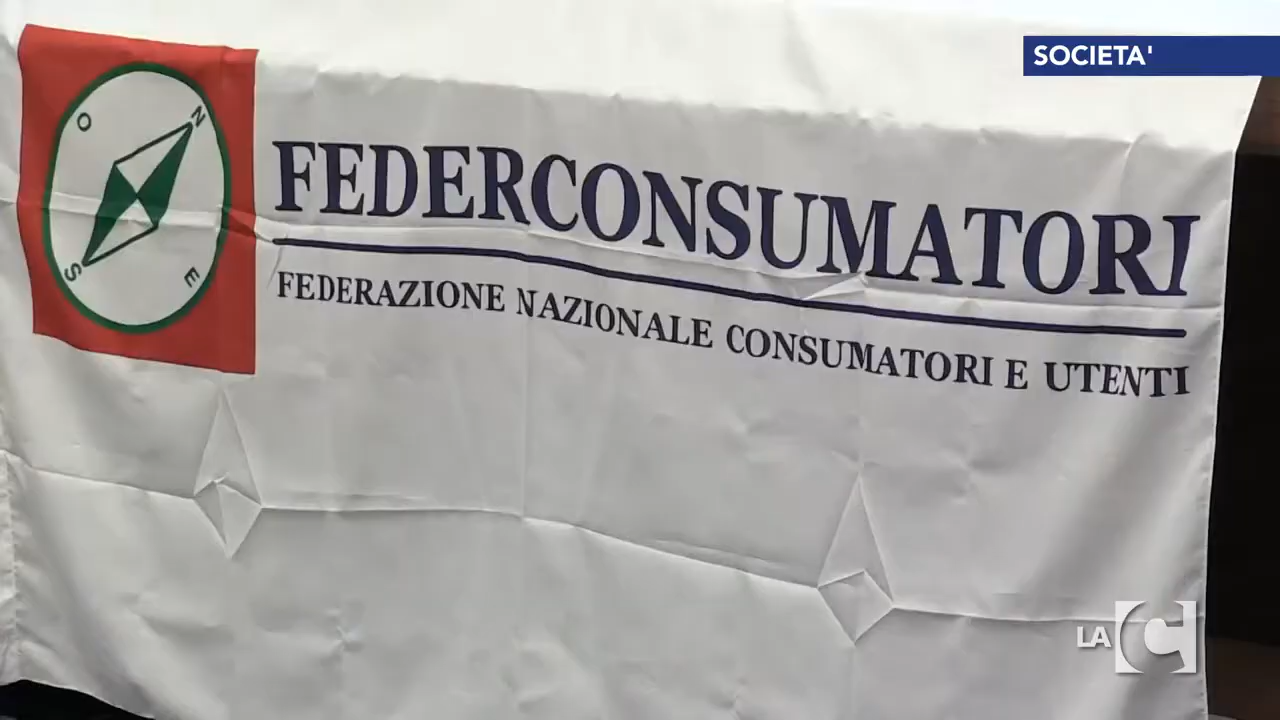 SOCIETA'
O
N
S
E
FEDERCONSUMATORI
FEDERAZIONE NAZIONALE CONSUMATORI E UTENTI
LA C